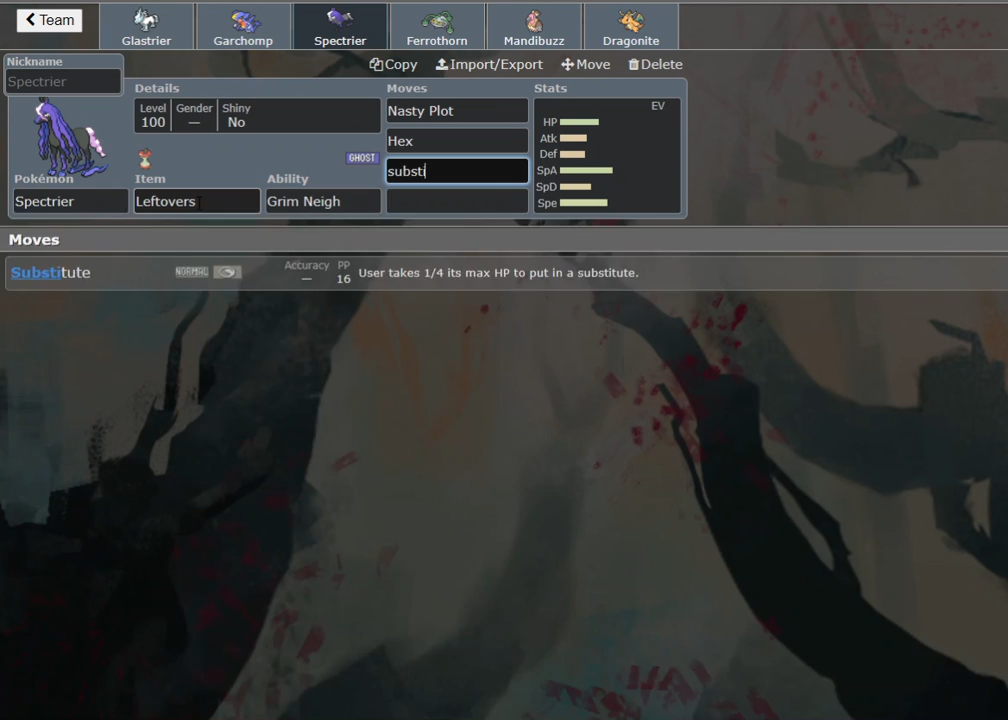 Team
Glastrier
Garchomp
Spectrier
Ferrothorn
Mandibuzz
Dragonite
Copy
Import/Export
Move
Delete
Nickname
Spectrier
Details
Level
100
Gender
—
Shiny
No
Moves
Nasty Plot
Hex
substi
Stats
EV
HP
Atk
Def
SpA
SpD
Spe
GHOST
Pokémon
Spectrier
Item
Leftovers
Ability
Grim Neigh
Moves
Substitute
NORMAL
Accuracy
—
PP
16
User takes 1/4 its max HP to put in a substitute.